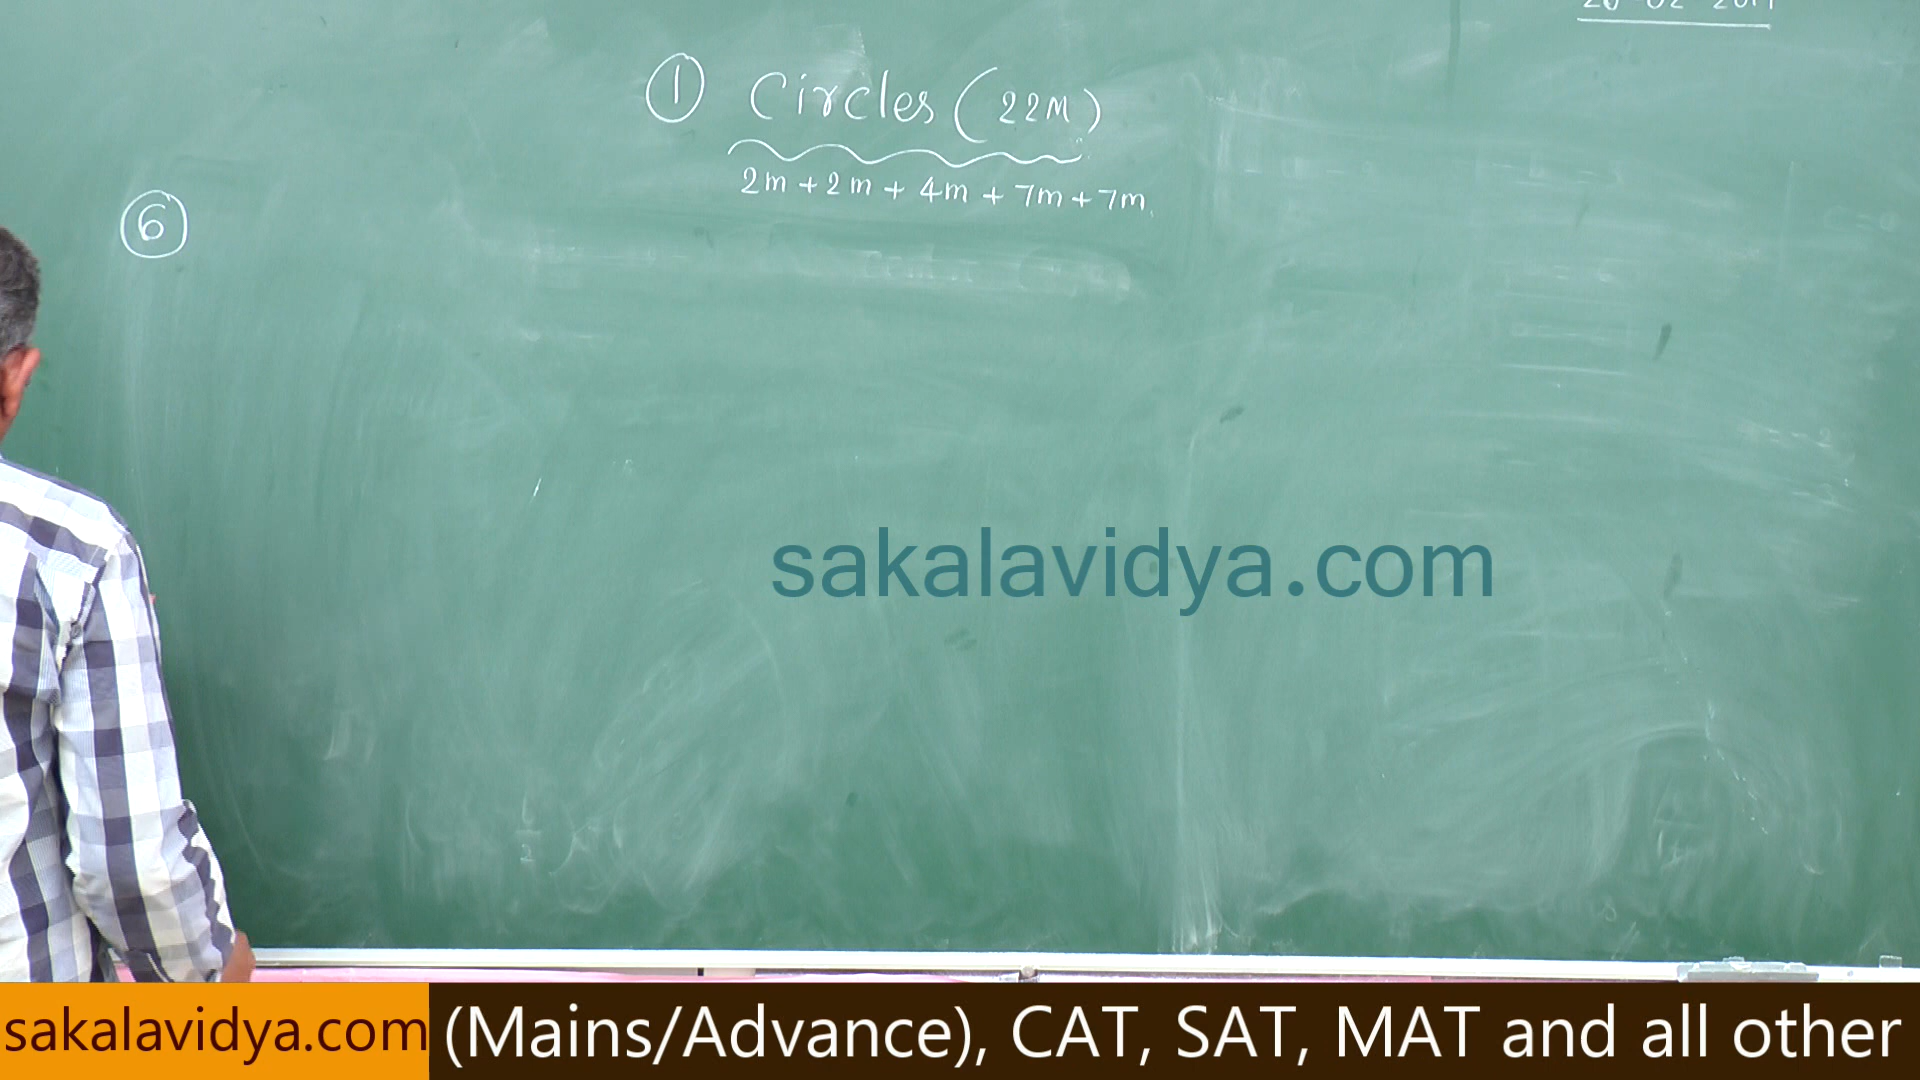 ① Circles (22M)
2m + 2m + 4m + 7m + 7m
⑥
sakalavidya.com
sakalavidya.com (Mains/Advance), CAT, SAT, MAT and all other